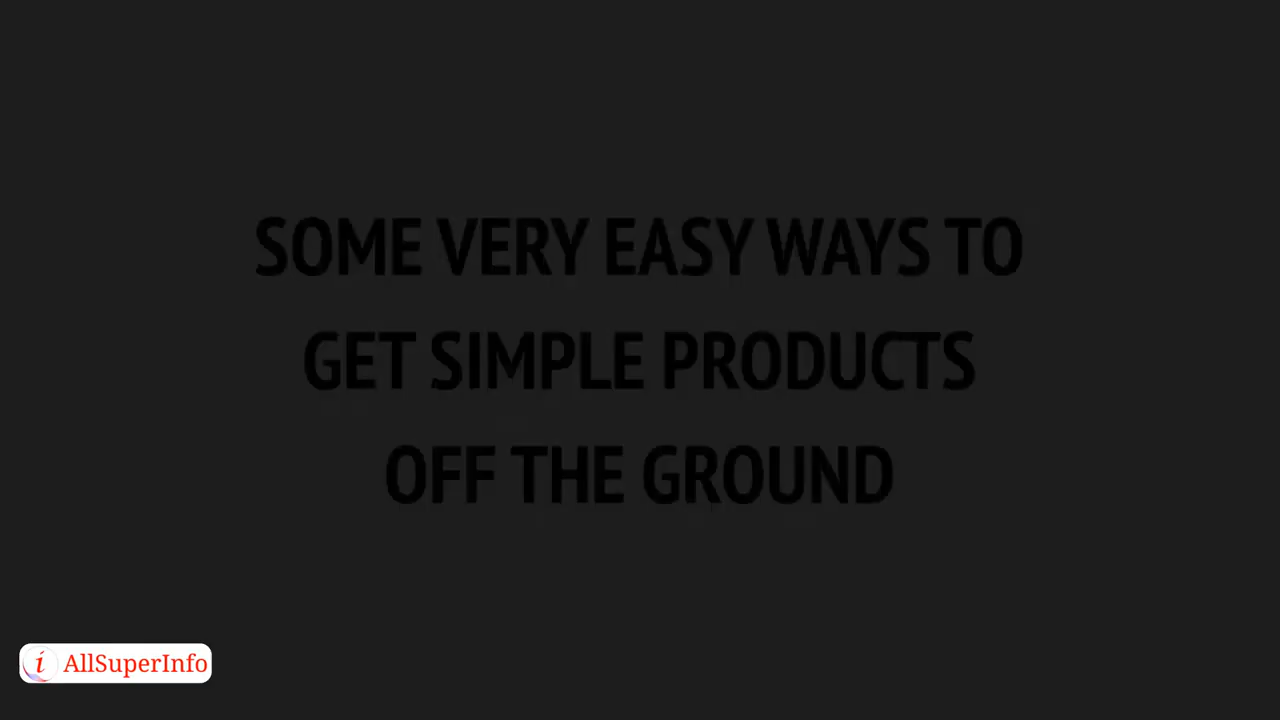 SOME VERY EASY WAYS TO
GET SIMPLE PRODUCTS
OFF THE GROUND
i AllSuperInfo